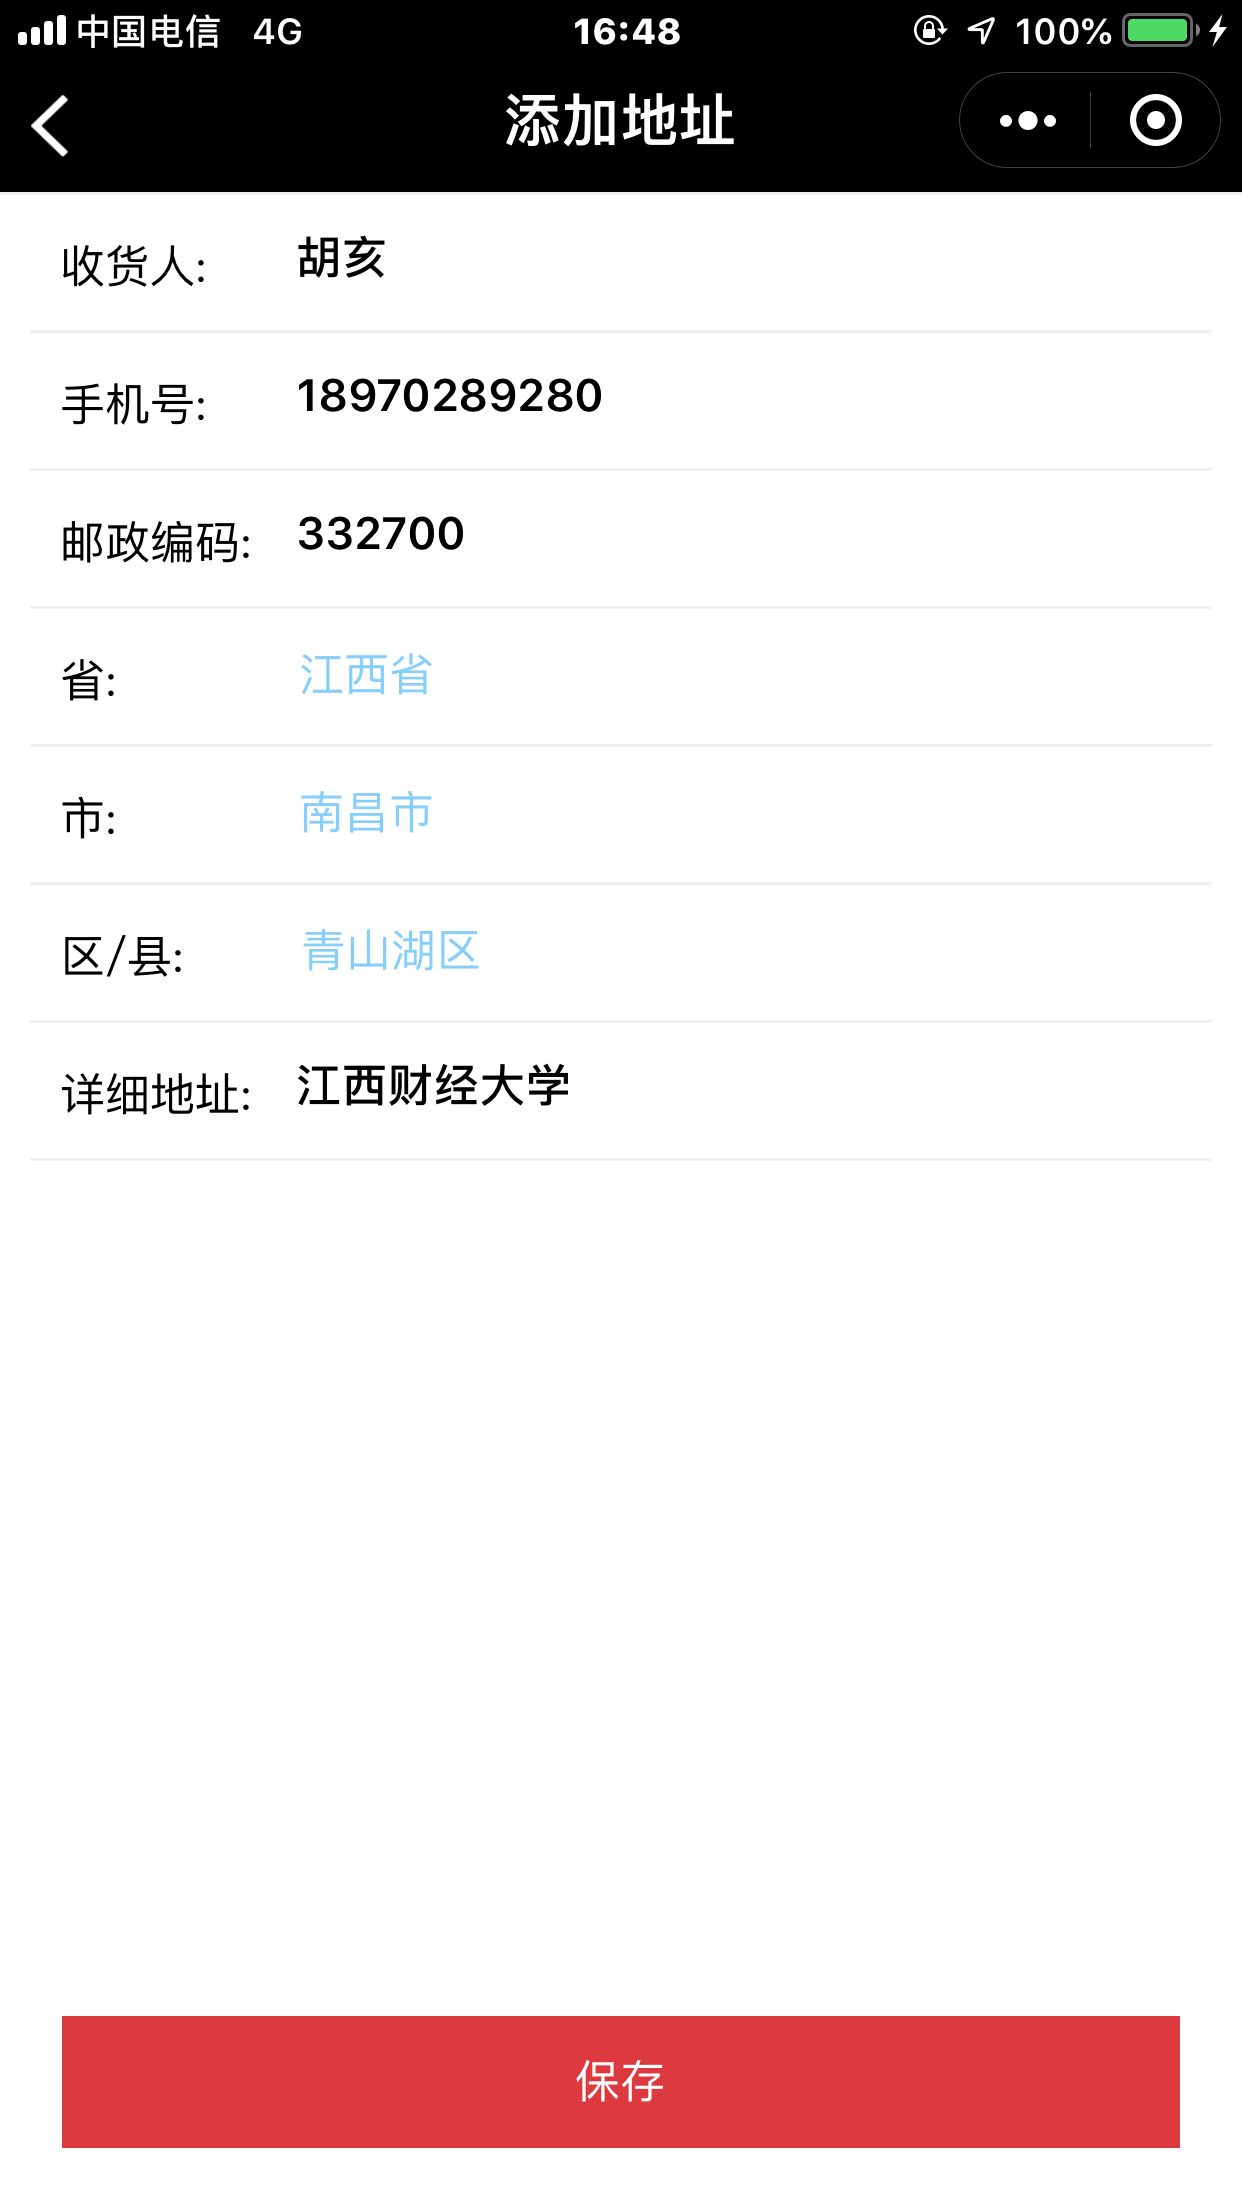 中国电信 4G 16:48 100%
添加地址
收货人: 胡亥
手机号: 18970289280
邮政编码: 332700
省: 江西省
市: 南昌市
区/县: 青山湖区
详细地址: 江西财经大学
保存